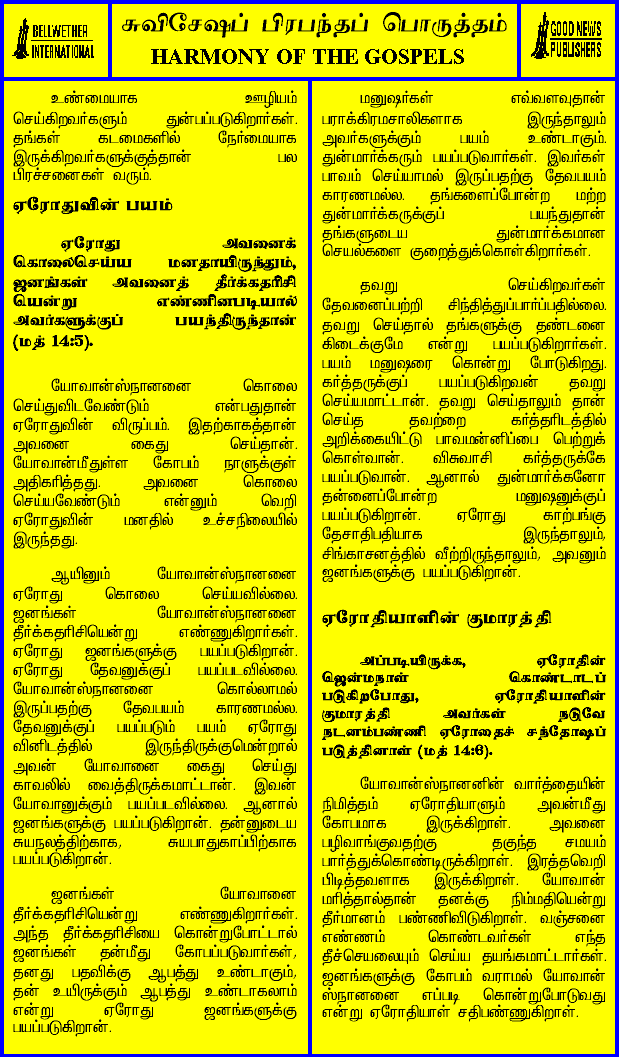 BELLWETHER
INTERNATIONAL
சுவிசேஷப் பிரபந்தப் பொருத்தம்
HARMONY OF THE GOSPELS
GOOD NEWS
PUBLISHERS
உண்மையாக ஊழியம்
செய்கிறவர்களும் துன்பப்படுகிறார்கள்.
தங்கள் கடமைகளில் நேர்மையாக
இருக்கிறவர்களுக்குத்தான் பல
பிரச்சனைகள் வரும்.
ஏரோதுவின் பயம்
ஏரோது அவனைக்
கொலைசெய்ய மனதாயிருந்தும்,
ஜனங்கள் அவனைத் தீர்க்கதரிசி
யென்று எண்ணினபடியால்
அவர்களுக்குப் பயந்திருந்தான்
(மத் 14:5).
யோவான்ஸ்நானனை கொலை
செய்துவிடவேண்டும் என்பதுதான்
ஏரோதுவின் விருப்பம். இதற்காகத்தான்
அவனை கைது செய்தான்.
யோவான்மீதுள்ள கோபம் நாளுக்குள்
அதிகரித்தது. அவனை கொலை
செய்யவேண்டும் என்னும் வெறி
ஏரோதுவின் மனதில் உச்சநிலையில்
இருந்தது.
ஆயினும் யோவான்ஸ்நானனை
ஏரோது கொலை செய்யவில்லை.
ஜனங்கள் யோவான்ஸ்நானனை
தீர்க்கதரிசியென்று எண்ணுகிறார்கள்.
ஏரோது ஜனங்களுக்கு பயப்படுகிறான்.
ஏரோது தேவனுக்குப் பயப்படவில்லை.
யோவான்ஸ்நானனை கொல்லாமல்
இருப்பதற்கு தேவபயம் காரணமல்ல.
தேவனுக்குப் பயப்படும் பயம் ஏரோது
வினிடத்தில் இருந்திருக்குமென்றால்
அவன் யோவானை கைது செய்து
காவலில் வைத்திருக்கமாட்டான். இவன்
யோவானுக்கும் பயப்படவில்லை. ஆனால்
ஜனங்களுக்கு பயப்படுகிறான். தன்னுடைய
சுயநலத்திற்காக, சுயபாதுகாப்பிற்காக
பயப்படுகிறான்.
ஜனங்கள் யோவானை
தீர்க்கதரிசியென்று எண்ணுகிறார்கள்.
அந்த தீர்க்கதரிசியை கொன்றுபோட்டால்
ஜனங்கள் தன்மீது கோபப்படுவார்கள்,
தனது பதவிக்கு ஆபத்து உண்டாகும்,
தன் உயிருக்கும் ஆபத்து உண்டாகலாம்
என்று ஏரோது ஜனங்களுக்கு
பயப்படுகிறான்.
மனுஷர்கள் எவ்வளவுதான்
பராக்கிரமசாலிகளாக இருந்தாலும்
அவர்களுக்கும் பயம் உண்டாகும்.
துன்மார்க்கரும் பயப்படுவார்கள். இவர்கள்
பாவம் செய்யாமல் இருப்பதற்கு தேவபயம்
காரணமல்ல. தங்களைப்போன்ற மற்ற
துன்மார்க்கருக்குப் பயந்துதான்
தங்களுடைய துன்மார்க்கமான
செயல்களை குறைத்துக்கொள்கிறார்கள்.
தவறு செய்கிறவர்கள்
தேவனைப்பற்றி சிந்தித்துப்பார்ப்பதில்லை.
தவறு செய்தால் தங்களுக்கு தண்டனை
கிடைக்குமே என்று பயப்படுகிறார்கள்.
பயம் மனுஷரை கொன்று போடுகிறது.
கர்த்தருக்குப் பயப்படுகிறவன் தவறு
செய்யமாட்டான். தவறு செய்தாலும் தான்
செய்த தவற்றை கர்த்தரிடத்தில்
அறிக்கையிட்டு பாவமன்னிப்பை பெற்றுக்
கொள்வான். விசுவாசி கர்த்தருக்கே
பயப்படுவான். ஆனால் துன்மார்க்கனோ
தன்னைப்போன்ற மனுஷனுக்குப்
பயப்படுகிறான். ஏரோது காற்பங்கு
தேசாதிபதியாக இருந்தாலும்,
சிங்காசனத்தில் வீற்றிருந்தாலும், அவனும்
ஜனங்களுக்கு பயப்படுகிறான்.
ஏரோதியாளின் குமாரத்தி
அப்படியிருக்க, ஏரோதின்
ஜென்மநாள் கொண்டாடப்
படுகிறபோது, ஏரோதியாளின்
குமாரத்தி அவர்கள் நடுவே
நடனம்பண்ணி ஏரோதைச் சந்தோஷப்
படுத்தினாள் (மத் 14:6).
யோவான்ஸ்நானனின் வார்த்தையின்
நிமித்தம் ஏரோதியாளும் அவன்மீது
கோபமாக இருக்கிறாள். அவனை
பழிவாங்குவதற்கு தகுந்த சமயம்
பார்த்துக்கொண்டிருக்கிறாள். இரத்தவெறி
பிடித்தவளாக இருக்கிறாள். யோவான்
மரித்தால்தான் தனக்கு நிம்மதியென்று
தீர்மானம் பண்ணிவிடுகிறாள். வஞ்சனை
எண்ணம் கொண்டவர்கள் எந்த
தீச்செயலையும் செய்ய தயங்கமாட்டார்கள்.
ஜனங்களுக்கு கோபம் வராமல் யோவான்
ஸ்நானனை எப்படி கொன்றுபோடுவது
என்று ஏரோதியாள் சதிபண்ணுகிறாள்.